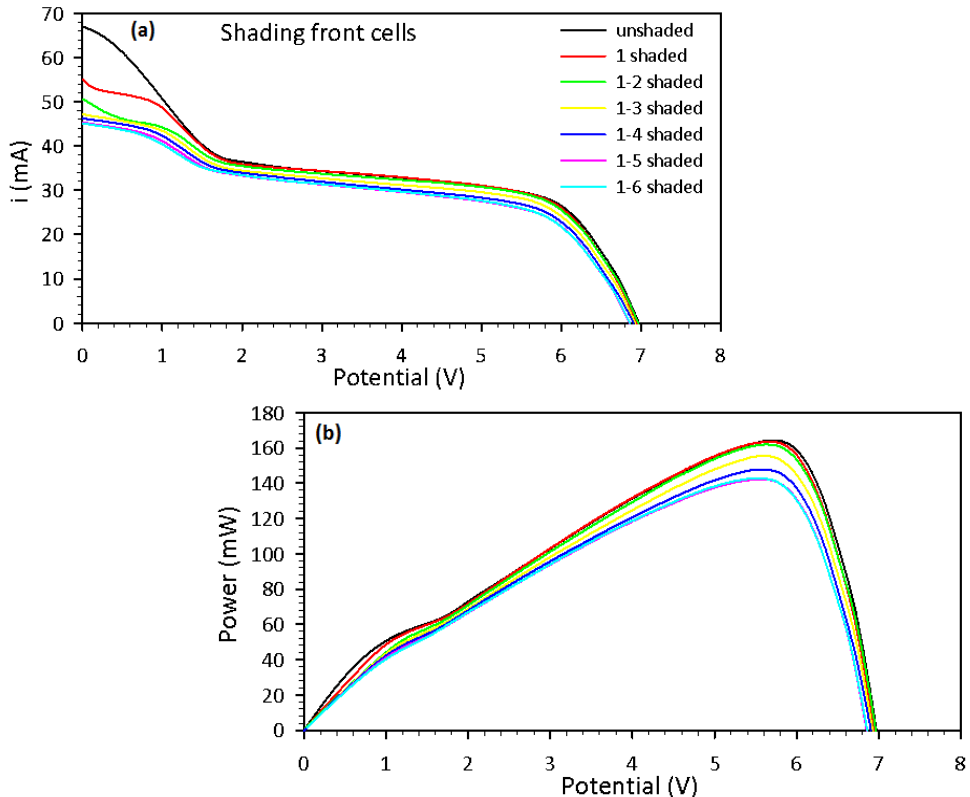 70
(a)
Shading front cells
unshaded
1 shaded
1-2 shaded
1-3 shaded
1-4 shaded
1-5 shaded
1-6 shaded
60
50
40
30
20
10
0
i (mA)
0 1 2 3 4 5 6 7 8
Potential (V)
180
(b)
160
140
120
100
80
60
40
20
0
Power (mW)
0 1 2 3 4 5 6 7 8
Potential (V)